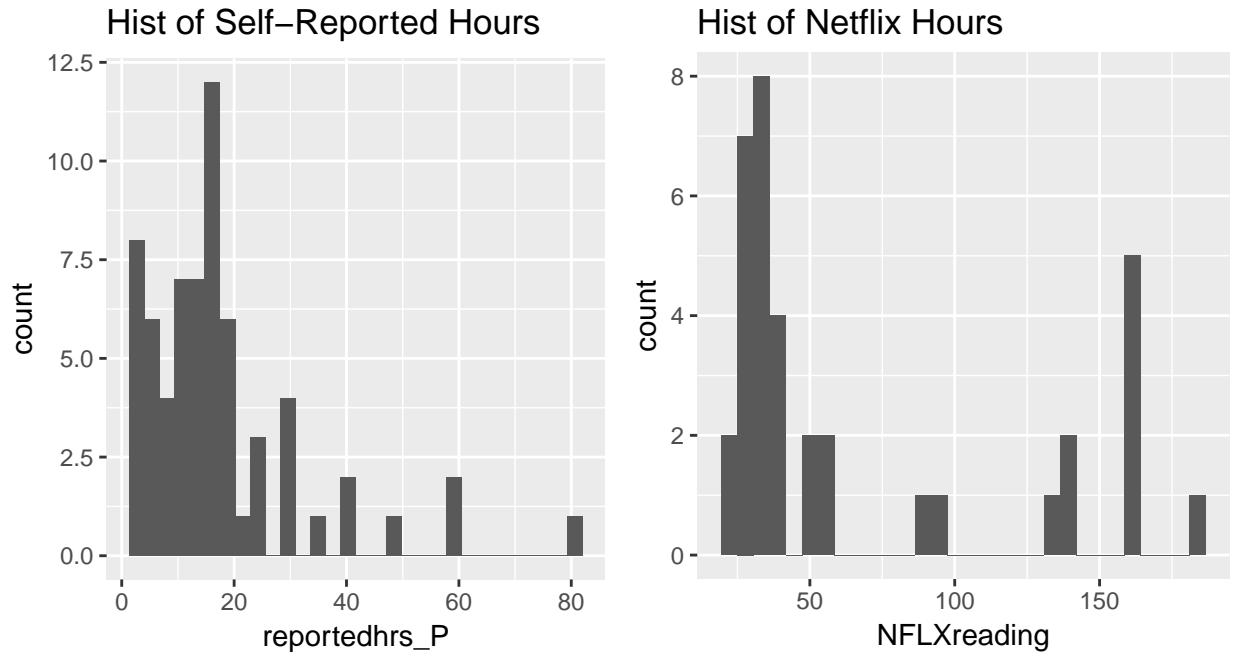 Hist of Self−Reported Hours
12.5
10.0
7.5
5.0
2.5
0.0
count
0 20 40 60 80
reportedhrs_P
Hist of Netflix Hours
8
6
4
2
0
count
50 100 150
NFLXreading